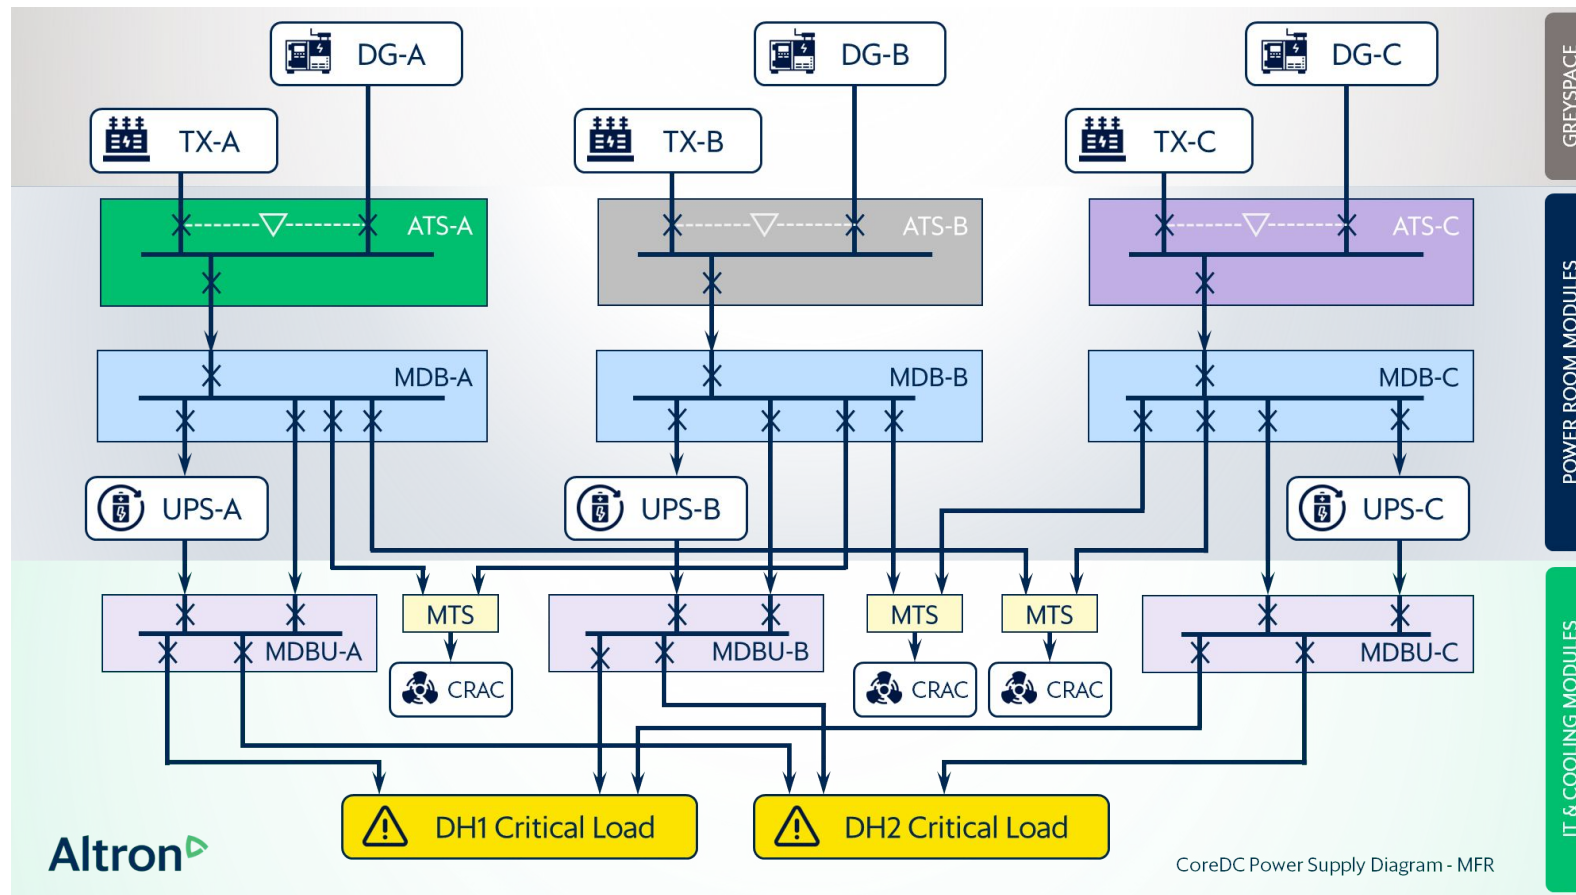 DG-A
DG-B
DG-C
TX-A
TX-B
TX-C
GREYSPACE
ATS-A
ATS-B
ATS-C
MDB-A
MDB-B
MDB-C
POWER ROOM MODULES
UPS-A
UPS-B
UPS-C
MTS
MTS
MTS
MDBU-A
MDBU-B
MDBU-C
CRAC
CRAC
CRAC
IT & COOLING MODULES
DH1 Critical Load
DH2 Critical Load
Altron
CoreDC Power Supply Diagram - MFR